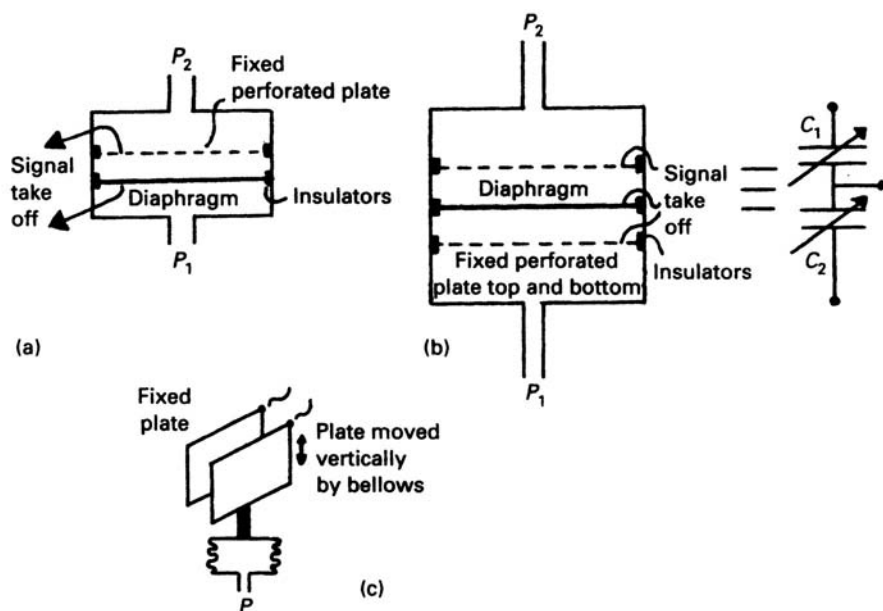 P2
Fixed
perforated plate
Signal
take
off
Diaphragm
Insulators
P1
(a)
P2
Diaphragm
Signal
take
off
Fixed perforated
plate top and bottom
Insulators
P1
(b)
C1
C2
Fixed
plate
Plate moved
vertically
by bellows
P
(c)